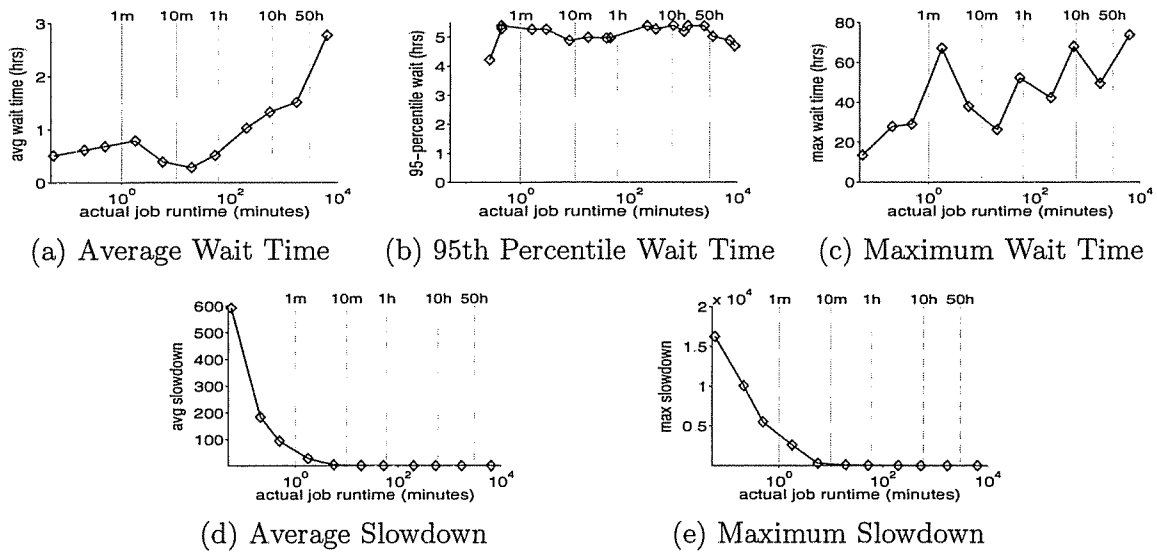 1m 10m 1h 10h 50h
3
2
1
0
avg wait time (hrs)
10^0 10^2 10^4
actual job runtime (minutes)
(a) Average Wait Time
1m 10m 1h 10h 50h
5
4
3
2
1
0
95-percentile wait (hrs)
10^0 10^2 10^4
actual job runtime (minutes)
(b) 95th Percentile Wait Time
1m 10m 1h 10h 50h
80
60
40
20
0
max wait time (hrs)
10^0 10^2 10^4
actual job runtime (minutes)
(c) Maximum Wait Time
1m 10m 1h 10h 50h
600
500
400
300
200
100
avg slowdown
10^0 10^2 10^4
actual job runtime (minutes)
(d) Average Slowdown
x 10^4
1m 10m 1h 10h 50h
2
1.5
1
0 5
max slowdown
10^0 10^2 10^4
actual job runtime (minutes)
(e) Maximum Slowdown